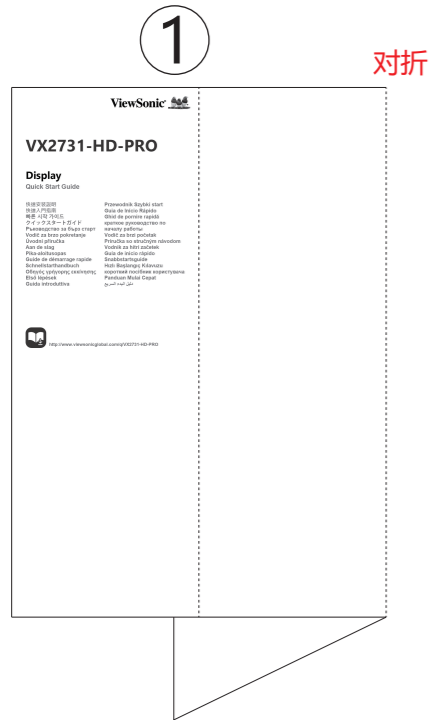 1
对折
ViewSonic
VX2731-HD-PRO
Display
Quick Start Guide
快速安裝說明
快速入門指南
빠른 시작 가이드
クイックスタートガイド
Ръководство за бърз старт
Vodič za brzo pokretanje
Úvodní příručka
Aan de slag
Pika-aloitusopas
Guide de démarrage rapide
Schnellstarthandbuch
Οδηγός γρήγορης εκκίνησης
Első lépések
Guida introduttiva
Przewodnik Szybki start
Guia de Início Rápido
Ghid de pornire rapidă
краткое руководство по
началу работы
Vodič za brzi početak
Príručka so stručným návodom
Vodnik za hitri začetek
Guía de inicio rápido
Snabbstartsguide
Hızlı Başlangıç Kılavuzu
короткий посібник користувача
Panduan Mulai Cepat
دليل البدء السريع
http://www.viewsonicglobal.com/q/VX2731-HD-PRO